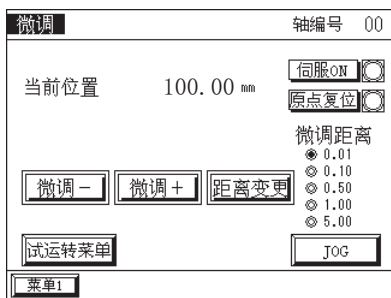 微调 轴编号 00
伺服ON
当前位置 100.00 mm
原点复位
微调距离
0.01
0.10
微调－ 微调＋ 距离变更 0.50
1.00
5.00
试运转菜单 JOG
菜单1